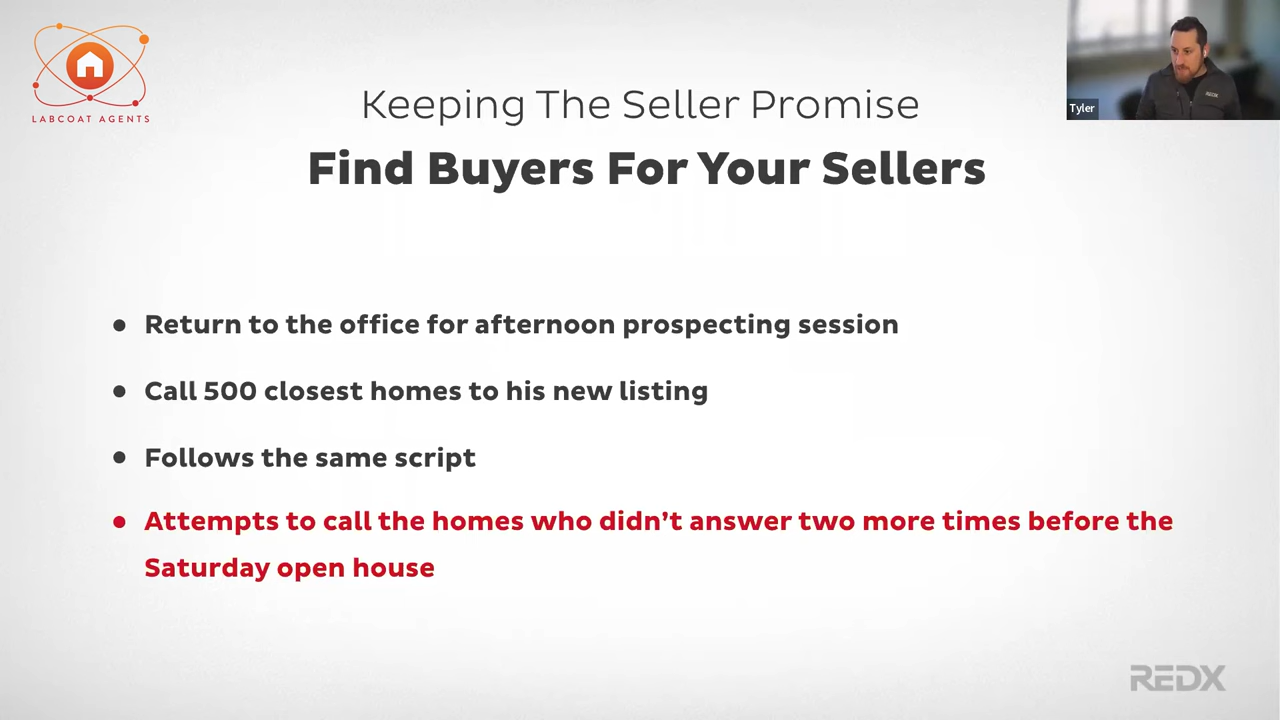 LABCOAT AGENTS
REDX
Tyler
Keeping The Seller Promise
Find Buyers For Your Sellers
• Return to the office for afternoon prospecting session
• Call 500 closest homes to his new listing
• Follows the same script
• Attempts to call the homes who didn’t answer two more times before the
Saturday open house
REDX